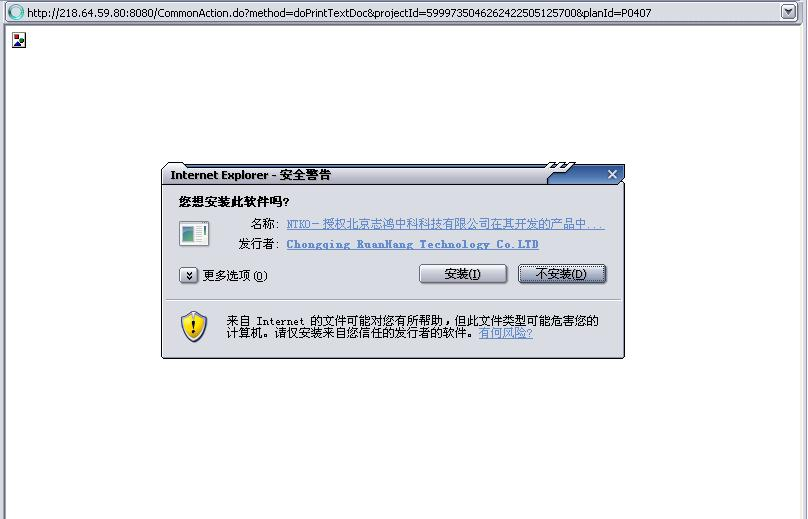 http://218.64.59.80:8080/CommonAction.do?method=doPrintTextDoc&projectId=5999735046262422505125700&planId=P0407
Internet Explorer - 安全警告
您想安装此软件吗?
名称: NTKO－授权北京志鸿中科科技有限公司在其开发的产品中...
发行者: Chongqing RuanHang Technology Co.LTD
更多选项(O) 安装(I) 不安装(D)
来自 Internet 的文件可能对您有所帮助，但此文件类型可能危害您的
计算机。请仅安装来自您信任的发行者的软件。有何风险?